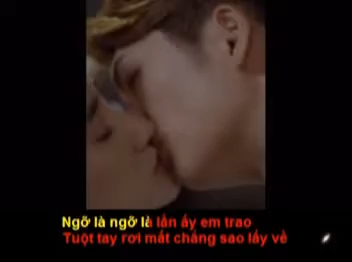 Ngỡ là ngỡ là lần ấy em trao
Tuột tay rơi mất chẳng sao lấy về